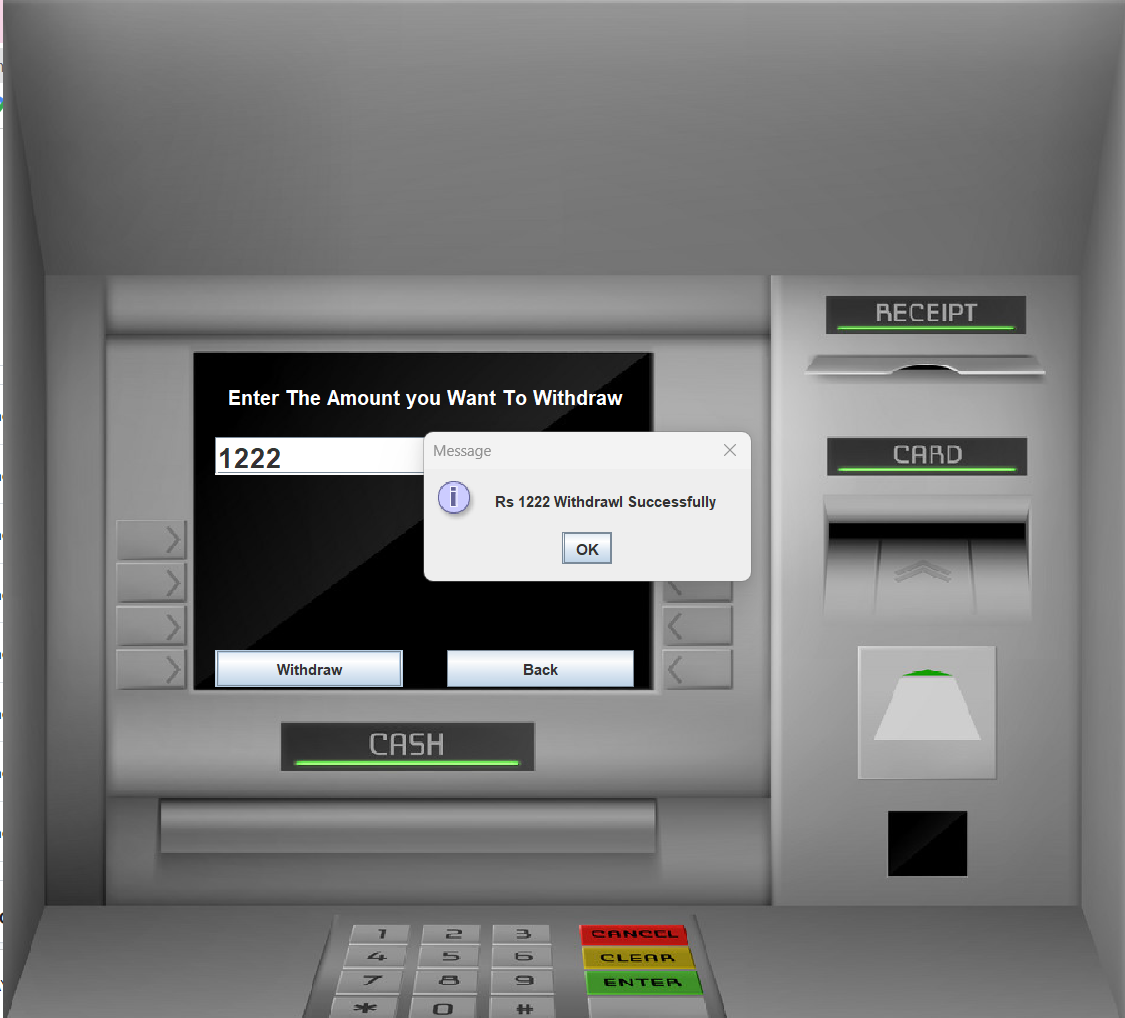 RECEIPT
Enter The Amount you Want To Withdraw
1222
Message
Rs 1222 Withdrawl Successfully
OK
CARD
Withdraw
Back
CASH
1 2 3 CANCEL
4 5 6 CLEAR
7 8 9 ENTER
* 0 #